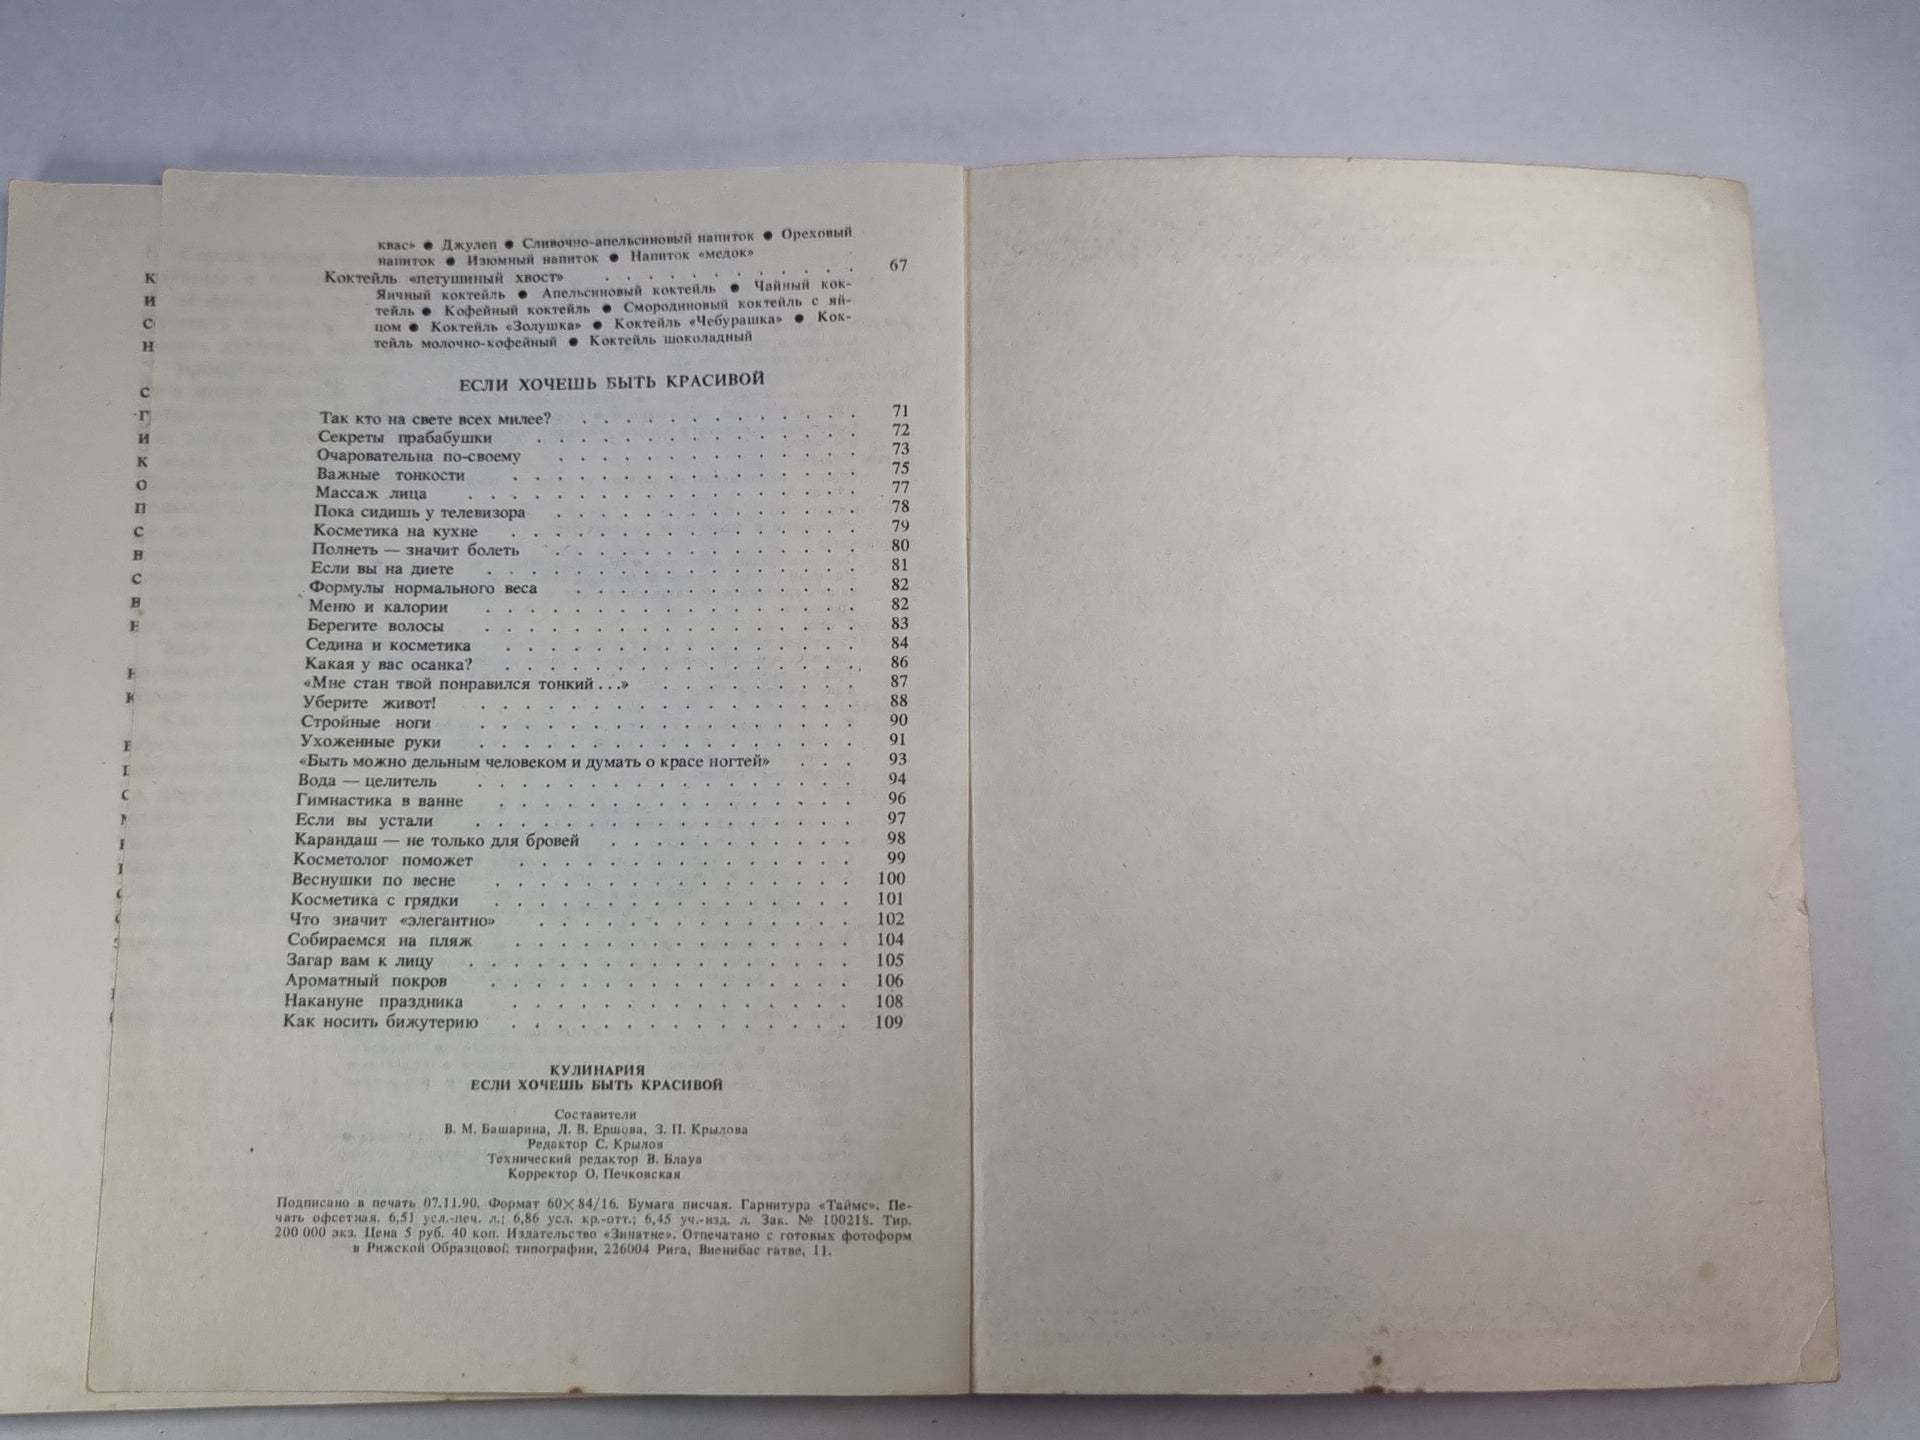 квас» ● Джулеп ● Сливочно-апельсиновый напиток ● Ореховый
напиток ● Изюмный напиток ● Напиток «медок»
Коктейль «петушиный хвост» . . . . . . . . . . . 67
Яичный коктейль ● Апельсиновый коктейль ● Чайный кок-
тейль ● Кофейный коктейль ● Смородиновый коктейль с яй-
цом ● Коктейль «Золушка» ● Коктейль «Чебурашка» ● Кок-
тейль молочно-кофейный ● Коктейль шоколадный
ЕСЛИ ХОЧЕШЬ БЫТЬ КРАСИВОЙ
Так кто на свете всех милее? . . . . . . . . . . . . . 71
Секреты прабабушки . . . . . . . . . . . . . . . 72
Очаровательна по-своему . . . . . . . . . . . . . . 73
Важные тонкости . . . . . . . . . . . . . . . . 75
Массаж лица . . . . . . . . . . . . . . . . . . 77
Пока сидишь у телевизора . . . . . . . . . . . . . . 78
Косметика на кухне . . . . . . . . . . . . . . . . 79
Полнеть — значит болеть . . . . . . . . . . . . . . 80
Если вы на диете . . . . . . . . . . . . . . . . . 81
Формулы нормального веса . . . . . . . . . . . . . 82
Меню и калории . . . . . . . . . . . . . . . . . 82
Берегите волосы . . . . . . . . . . . . . . . . . 83
Седина и косметика . . . . . . . . . . . . . . . . 84
Какая у вас осанка? . . . . . . . . . . . . . . . . 86
«Мне стан твой понравился тонкий . . .» . . . . . . . . . 87
Уберите живот! . . . . . . . . . . . . . . . . . 88
Стройные ноги . . . . . . . . . . . . . . . . . 90
Ухоженные руки . . . . . . . . . . . . . . . . . 91
«Быть можно дельным человеком и думать о красе ногтей» . . . 93
Вода — целитель . . . . . . . . . . . . . . . . . 94
Гимнастика в ванне . . . . . . . . . . . . . . . . 96
Если вы устали . . . . . . . . . . . . . . . . . 97
Карандаш — не только для бровей . . . . . . . . . . . 98
Косметолог поможет . . . . . . . . . . . . . . . 99
Веснушки по весне . . . . . . . . . . . . . . . . 100
Косметика с грядки . . . . . . . . . . . . . . . . 101
Что значит «элегантно» . . . . . . . . . . . . . . 102
Собираемся на пляж . . . . . . . . . . . . . . . 104
Загар вам к лицу . . . . . . . . . . . . . . . . . 105
Ароматный покров . . . . . . . . . . . . . . . . 106
Накануне праздника . . . . . . . . . . . . . . . 108
Как носить бижутерию . . . . . . . . . . . . . . . 109
КУЛИНАРИЯ
ЕСЛИ ХОЧЕШЬ БЫТЬ КРАСИВОЙ
Составители
В. М. Башарина, Л. В. Ершова, З. П. Крылова
Редактор С. Крылов
Технический редактор В. Блауа
Корректор О. Печковская
Подписано в печать 07.11.90. Формат 60×84/16. Бумага писчая. Гарнитура «Таймс». Пе-
чать офсетная. 6,51 усл.-печ. л.; 6,86 усл. кр.-отт.; 6,45 уч.-изд. л. Зак. № 100218. Тир.
200 000 экз. Цена 5 руб. 40 коп. Издательство «Зинатне». Отпечатано с готовых фотоформ
в Рижской Образцовой типографии, 226004 Рига, Виенибас гатве, 11.